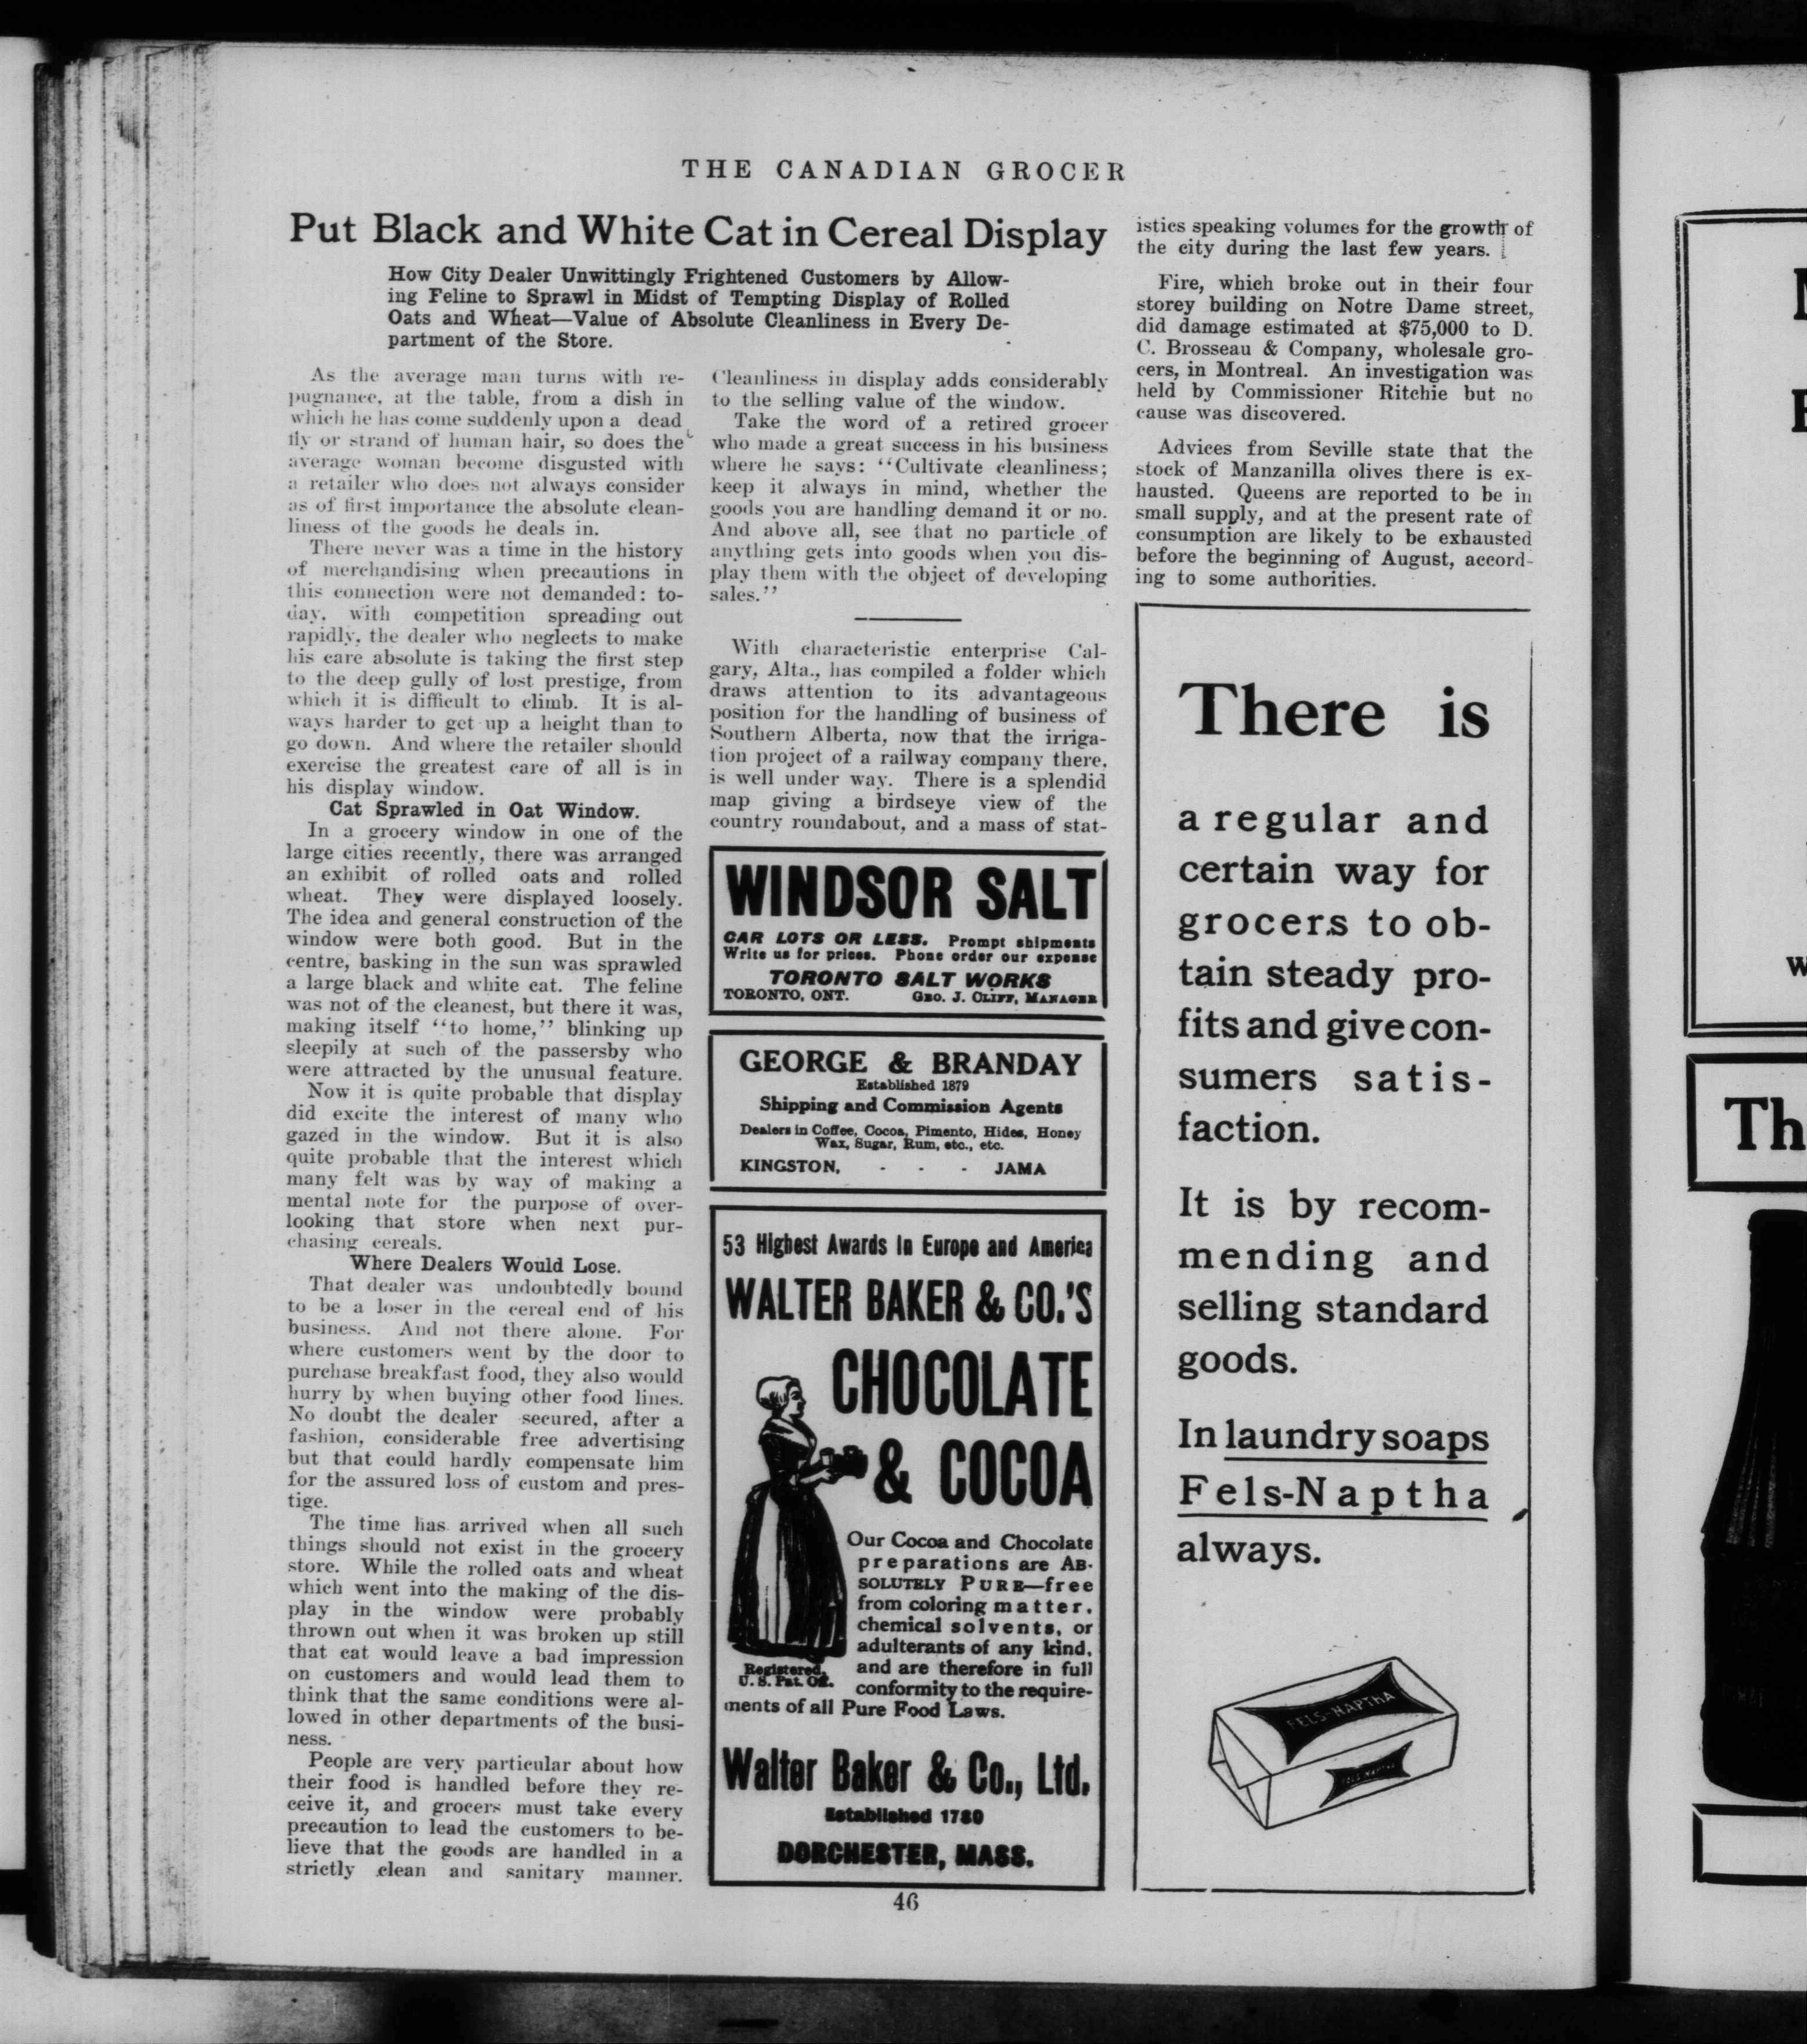 THE CANADIAN GROCER
Put Black and White Cat in Cereal Display
How City Dealer Unwittingly Frightened Customers by Allow-
ing Feline to Sprawl in Midst of Tempting Display of Rolled
Oats and Wheat—Value of Absolute Cleanliness in Every De-
partment of the Store.
As the average man turns with re-
pugnance, at the table, from a dish in
which he has come suddenly upon a dead
fly or strand of human hair, so does the
average woman become disgusted with
a retailer who does not always consider
as of first importance the absolute clean-
liness of the goods he deals in.
There never was a time in the history
of merchandising when precautions in
this connection were not demanded: to-
day, with competition spreading out
rapidly, the dealer who neglects to make
his care absolute is taking the first step
to the deep gully of lost prestige, from
which it is difficult to climb. It is al-
ways harder to get up a height than to
go down. And where the retailer should
exercise the greatest care of all is in
his display window.
Cat Sprawled in Oat Window.
In a grocery window in one of the
large cities recently, there was arranged
an exhibit of rolled oats and rolled
wheat. They were displayed loosely.
The idea and general construction of the
window were both good. But in the
centre, basking in the sun was sprawled
a large black and white cat. The feline
was not of the cleanest, but there it was,
making itself "to home," blinking up
sleepily at such of the passersby who
were attracted by the unusual feature.
Now it is quite probable that display
did excite the interest of many who
gazed in the window. But it is also
quite probable that the interest which
many felt was by way of making a
mental note for the purpose of over-
looking that store when next pur-
chasing cereals.
Where Dealers Would Lose.
That dealer was undoubtedly bound
to be a loser in the cereal end of his
business. And not there alone. For
where customers went by the door to
purchase breakfast food, they also would
hurry by when buying other food lines.
No doubt the dealer secured, after a
fashion, considerable free advertising
but that could hardly compensate him
for the assured loss of custom and pres-
tige.
The time has arrived when all such
things should not exist in the grocery
store. While the rolled oats and wheat
which went into the making of the dis-
play in the window were probably
thrown out when it was broken up still
that cat would leave a bad impression
on customers and would lead them to
think that the same conditions were al-
lowed in other departments of the busi-
ness.
People are very particular about how
their food is handled before they re-
ceive it, and grocers must take every
precaution to lead the customers to be-
lieve that the goods are handled in a
strictly clean and sanitary manner.
Cleanliness in display adds considerably
to the selling value of the window.
Take the word of a retired grocer
who made a great success in his business
where he says: "Cultivate cleanliness;
keep it always in mind, whether the
goods you are handling demand it or no.
And above all, see that no particle of
anything gets into goods when you dis-
play them with the object of developing
sales."
With characteristic enterprise Cal-
gary, Alta., has compiled a folder which
draws attention to its advantageous
position for the handling of business of
Southern Alberta, now that the irriga-
tion project of a railway company there,
is well under way. There is a splendid
map giving a birdseye view of the
country roundabout, and a mass of stat-
WINDSOR SALT
CAR LOTS OR LESS. Prompt shipments
Write us for prices. Phone order our expense
TORONTO SALT WORKS
TORONTO, ONT. GEO. J. CLIFF, MANAGER
GEORGE & BRANDAY
Established 1879
Shipping and Commission Agents
Dealers in Coffee, Cocoa, Pimento, Hides, Honey
Wax, Sugar, Rum, etc., etc.
KINGSTON, - - - JAMA
53 Highest Awards in Europe and America
WALTER BAKER & CO.'S
CHOCOLATE
& COCOA
Our Cocoa and Chocolate
preparations are AB-
SOLUTELY PURE—free
from coloring matter,
chemical solvents, or
adulterants of any kind,
and are therefore in full
conformity to the require-
ments of all Pure Food Laws.
Registered,
U. S. Pat. Off.
Walter Baker & Co., Ltd.
Established 1780
DORCHESTER, MASS.
istics speaking volumes for the growth of
the city during the last few years.
Fire, which broke out in their four
storey building on Notre Dame street,
did damage estimated at $75,000 to D.
C. Brosseau & Company, wholesale gro-
cers, in Montreal. An investigation was
held by Commissioner Ritchie but no
cause was discovered.
Advices from Seville state that the
stock of Manzanilla olives there is ex-
hausted. Queens are reported to be in
small supply, and at the present rate of
consumption are likely to be exhausted
before the beginning of August, accord-
ing to some authorities.
There is
a regular and
certain way for
grocers to ob-
tain steady pro-
fits and give con-
sumers satis-
faction.
It is by recom-
mending and
selling standard
goods.
In laundry soaps
Fels-Naptha
always.
FELS-NAPTHA
FELS-NAPTHA
46
Th